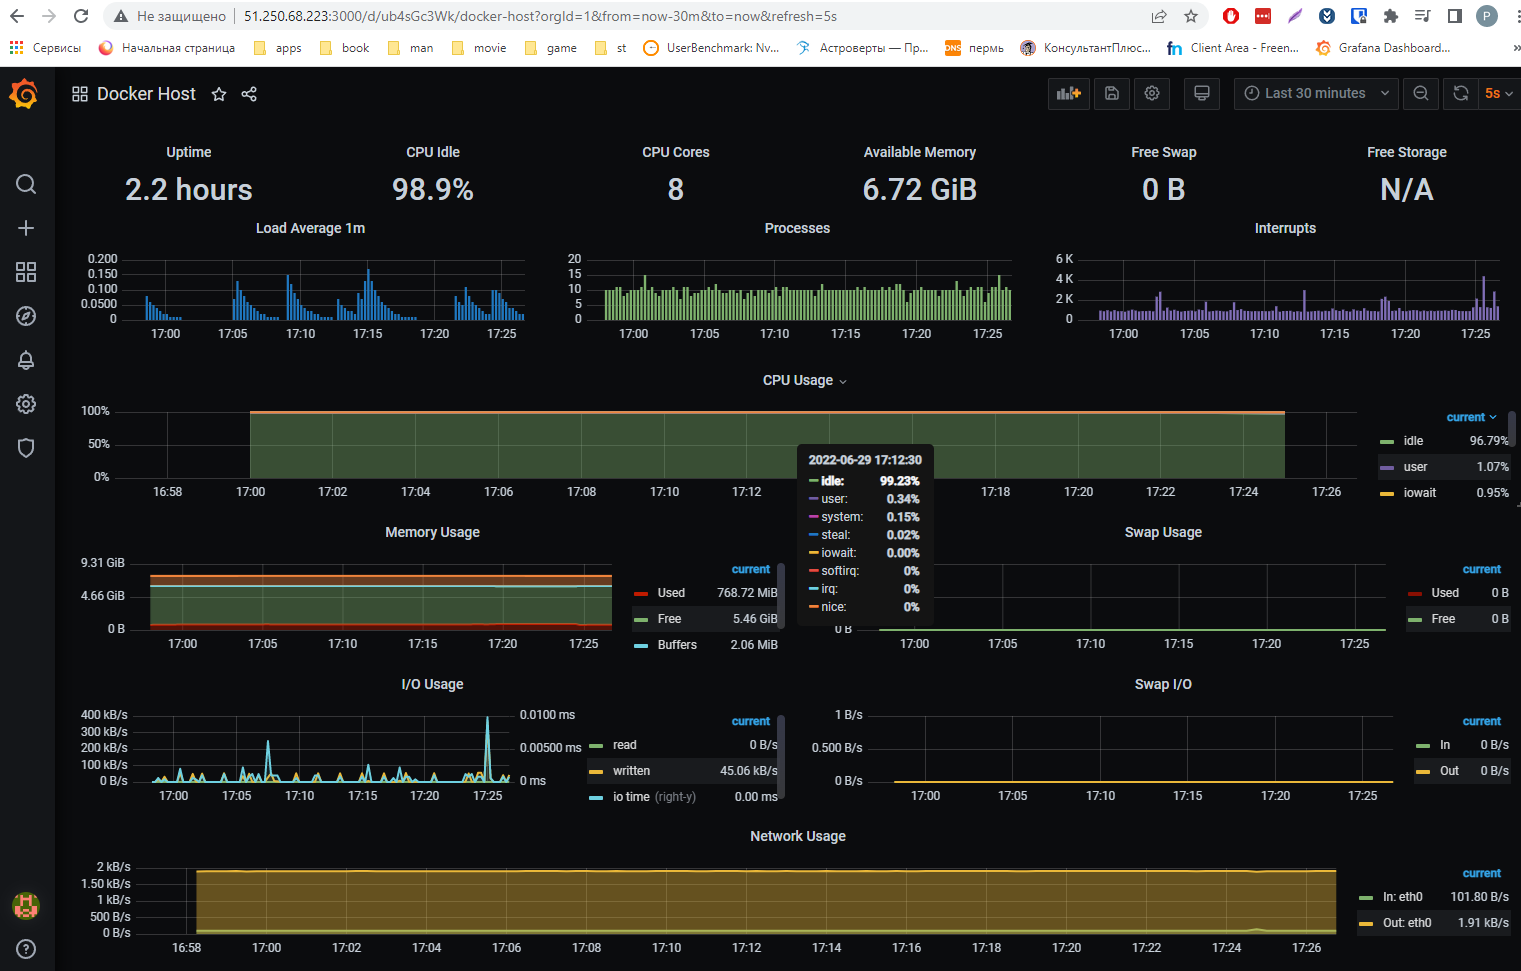 Не защищено 51.250.68.223:3000/d/ub4sGc3Wk/docker-host?orgId=1&from=now-30m&to=now&refresh=5s
P
Сервисы Начальная страница apps book man movie game st UserBenchmark: Nv... Астроверты — Пр... DNS пермь КонсультантПлюс... fn Client Area - Freen... Grafana Dashboard... »
Docker Host
Last 30 minutes
5s
Uptime
2.2 hours
CPU Idle
98.9%
CPU Cores
8
Available Memory
6.72 GiB
Free Swap
0 B
Free Storage
N/A
Load Average 1m
0.200
0.150
0.100
0.0500
0
17:00 17:05 17:10 17:15 17:20 17:25
Processes
20
15
10
5
0
17:00 17:05 17:10 17:15 17:20 17:25
Interrupts
6 K
4 K
2 K
0
17:00 17:05 17:10 17:15 17:20 17:25
CPU Usage
100%
50%
0%
16:58 17:00 17:02 17:04 17:06 17:08 17:10 17:12 17:18 17:20 17:22 17:24 17:26
current
idle 96.79%
user 1.07%
iowait 0.95%
2022-06-29 17:12:30
idle: 99.23%
user: 0.34%
system: 0.15%
steal: 0.02%
iowait: 0.00%
softirq: 0%
irq: 0%
nice: 0%
Memory Usage
9.31 GiB
4.66 GiB
0 B
17:00 17:05 17:10 17:15 17:20 17:25
current
Used 768.72 MiB
Free 5.46 GiB
Buffers 2.06 MiB
Swap Usage
0 B
17:00 17:05 17:10 17:15 17:20 17:25
current
Used 0 B
Free 0 B
I/O Usage
400 kB/s
300 kB/s
200 kB/s
100 kB/s
0 B/s
0.0100 ms
0.00500 ms
0 ms
17:00 17:05 17:10 17:15 17:20 17:25
current
read 0 B/s
written 45.06 kB/s
io time (right-y) 0.00 ms
Swap I/O
1 B/s
0.500 B/s
0 B/s
17:00 17:05 17:10 17:15 17:20 17:25
current
In 0 B/s
Out 0 B/s
Network Usage
2 kB/s
1.50 kB/s
1 kB/s
500 B/s
0 B/s
16:58 17:00 17:02 17:04 17:06 17:08 17:10 17:12 17:14 17:16 17:18 17:20 17:22 17:24 17:26
current
In: eth0 101.80 B/s
Out: eth0 1.91 kB/s